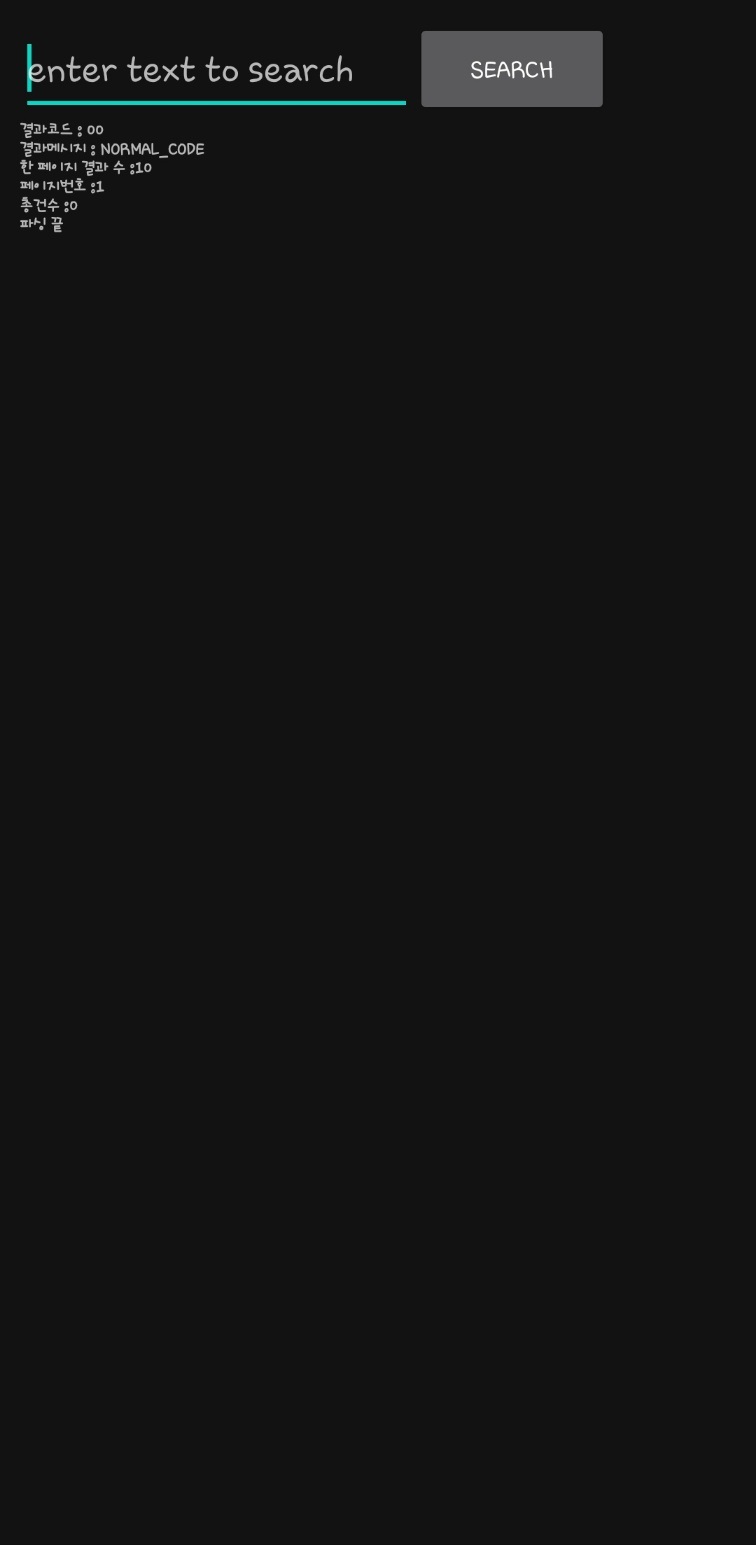 enter text to search
SEARCH
결과코드 : 00
결과메시지 : NORMAL_CODE
한 페이지 결과 수 :10
페이지번호 :1
총건수 :0
파싱 끝